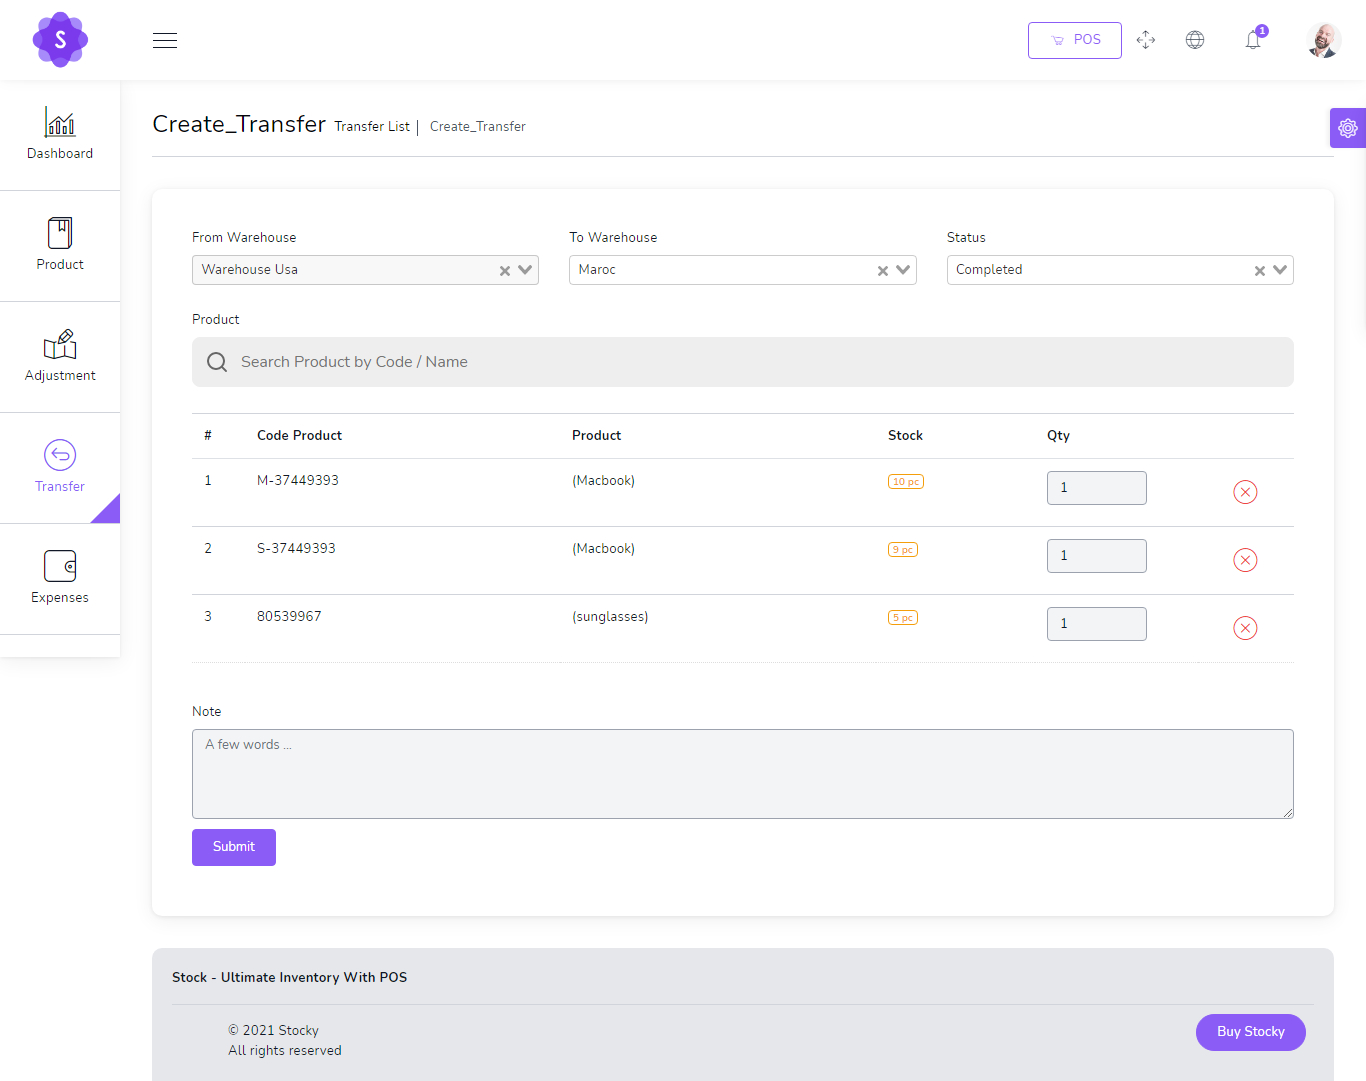 S
POS
1
Dashboard
Product
Adjustment
Transfer
Expenses
Create_Transfer Transfer List | Create_Transfer
From Warehouse To Warehouse Status
Warehouse Usa Maroc Completed
Product
Search Product by Code / Name
# Code Product Product Stock Qty
1 M-37449393 (Macbook) 10 pc 1
2 S-37449393 (Macbook) 9 pc 1
3 80539967 (sunglasses) 5 pc 1
Note
A few words ...
Submit
Stock - Ultimate Inventory With POS
© 2021 Stocky
All rights reserved
Buy Stocky